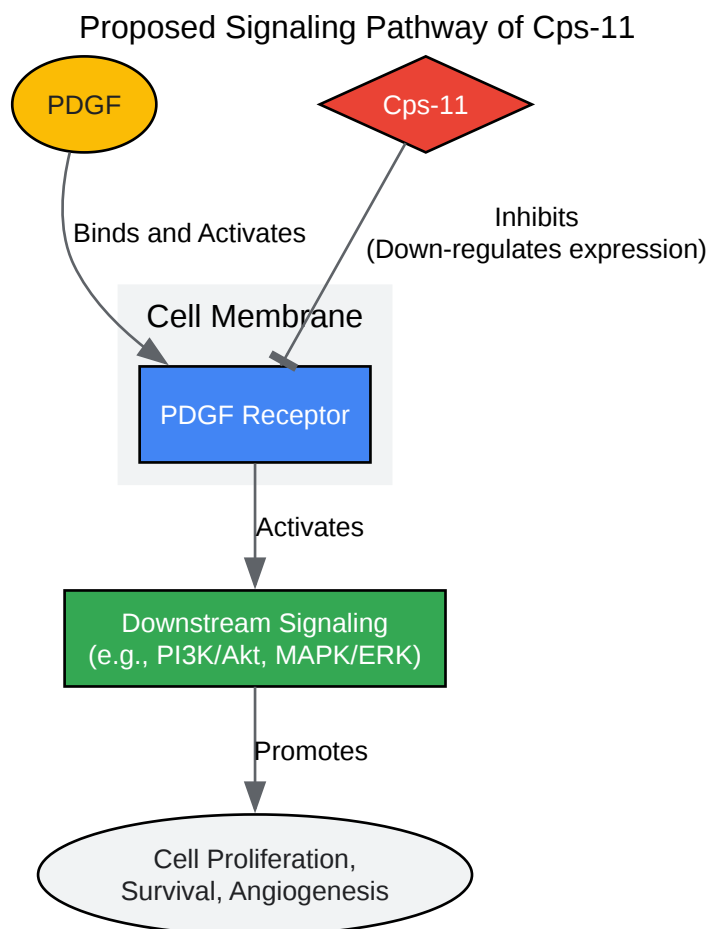 Proposed Signaling Pathway of Cps-11
PDGF
Cps-11
Binds and Activates
Inhibits
(Down-regulates expression)
Cell Membrane
PDGF Receptor
Activates
Downstream Signaling
(e.g., PI3K/Akt, MAPK/ERK)
Promotes
Cell Proliferation,
Survival, Angiogenesis